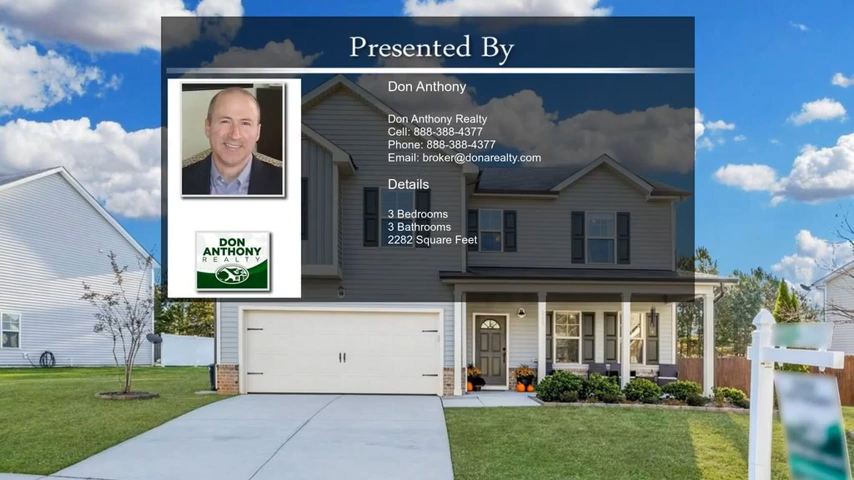 Presented By
Don Anthony
Don Anthony Realty
Cell: 888-388-4377
Phone: 888-388-4377
Email: broker@donarealty.com
Details
3 Bedrooms
3 Bathrooms
2282 Square Feet
DON
ANTHONY
REALTY